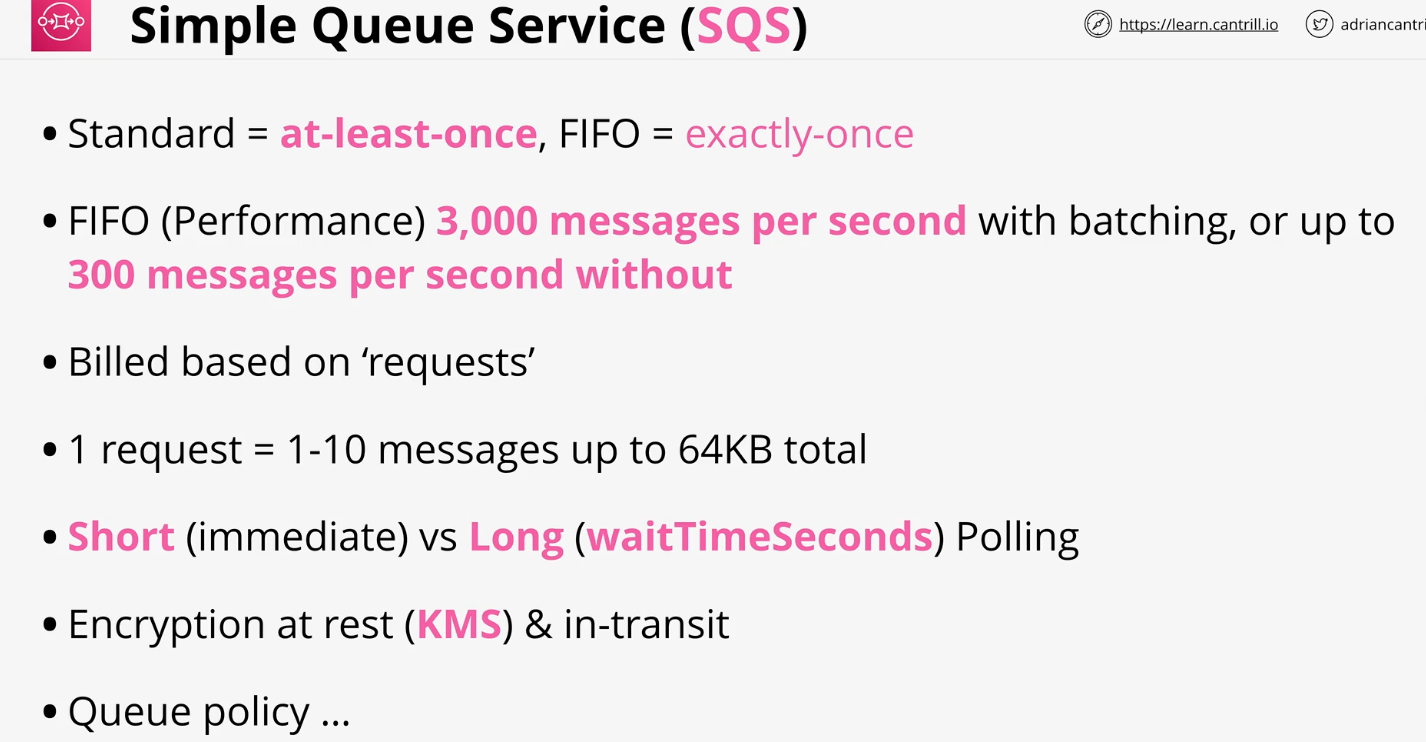 Simple Queue Service (SQS)
https://learn.cantrill.io
adriancantri
• Standard = at-least-once, FIFO = exactly-once
• FIFO (Performance) 3,000 messages per second with batching, or up to
300 messages per second without
• Billed based on ‘requests’
• 1 request = 1-10 messages up to 64KB total
• Short (immediate) vs Long (waitTimeSeconds) Polling
• Encryption at rest (KMS) & in-transit
• Queue policy ...